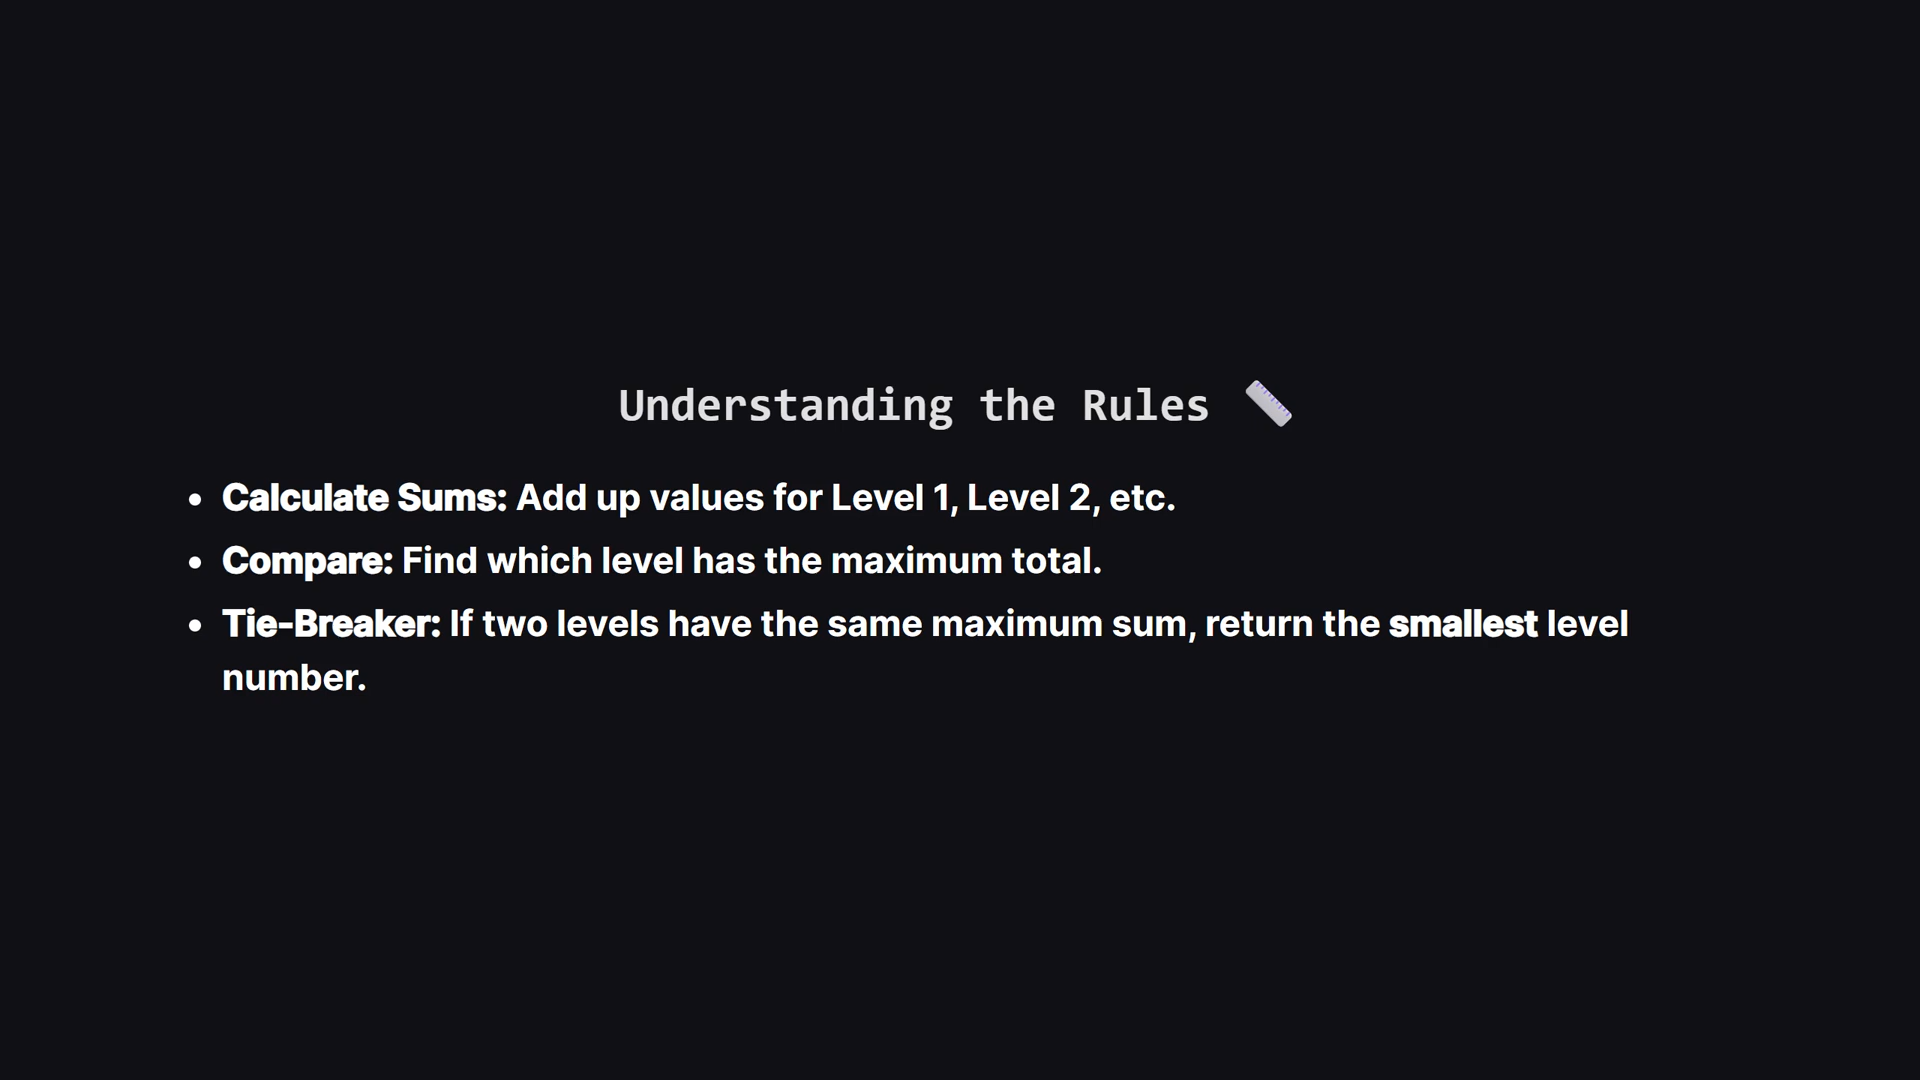 Understanding the Rules 📏
• Calculate Sums: Add up values for Level 1, Level 2, etc.
• Compare: Find which level has the maximum total.
• Tie-Breaker: If two levels have the same maximum sum, return the smallest level
number.